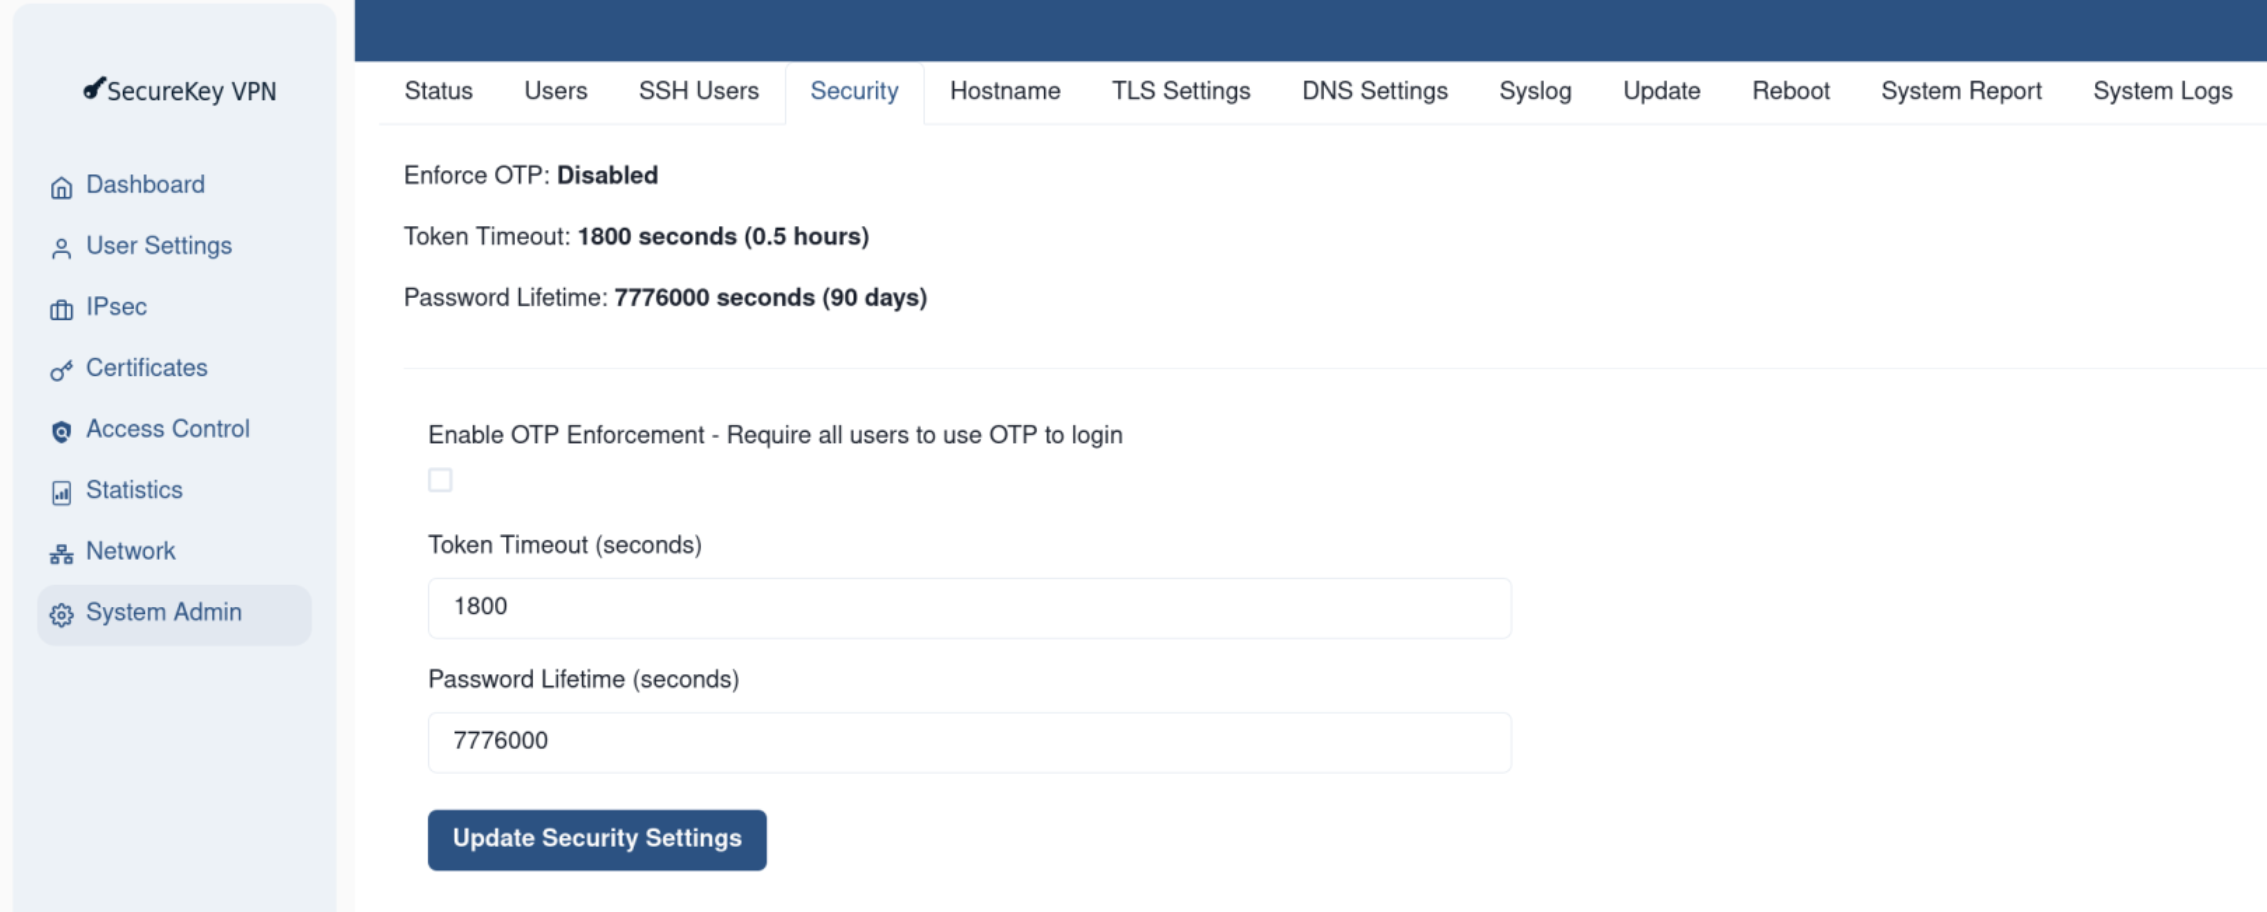 SecureKey VPN
Dashboard
User Settings
IPsec
Certificates
Access Control
Statistics
Network
System Admin
Status Users SSH Users Security Hostname TLS Settings DNS Settings Syslog Update Reboot System Report System Logs
Enforce OTP: Disabled
Token Timeout: 1800 seconds (0.5 hours)
Password Lifetime: 7776000 seconds (90 days)
Enable OTP Enforcement - Require all users to use OTP to login
Token Timeout (seconds)
1800
Password Lifetime (seconds)
7776000
Update Security Settings